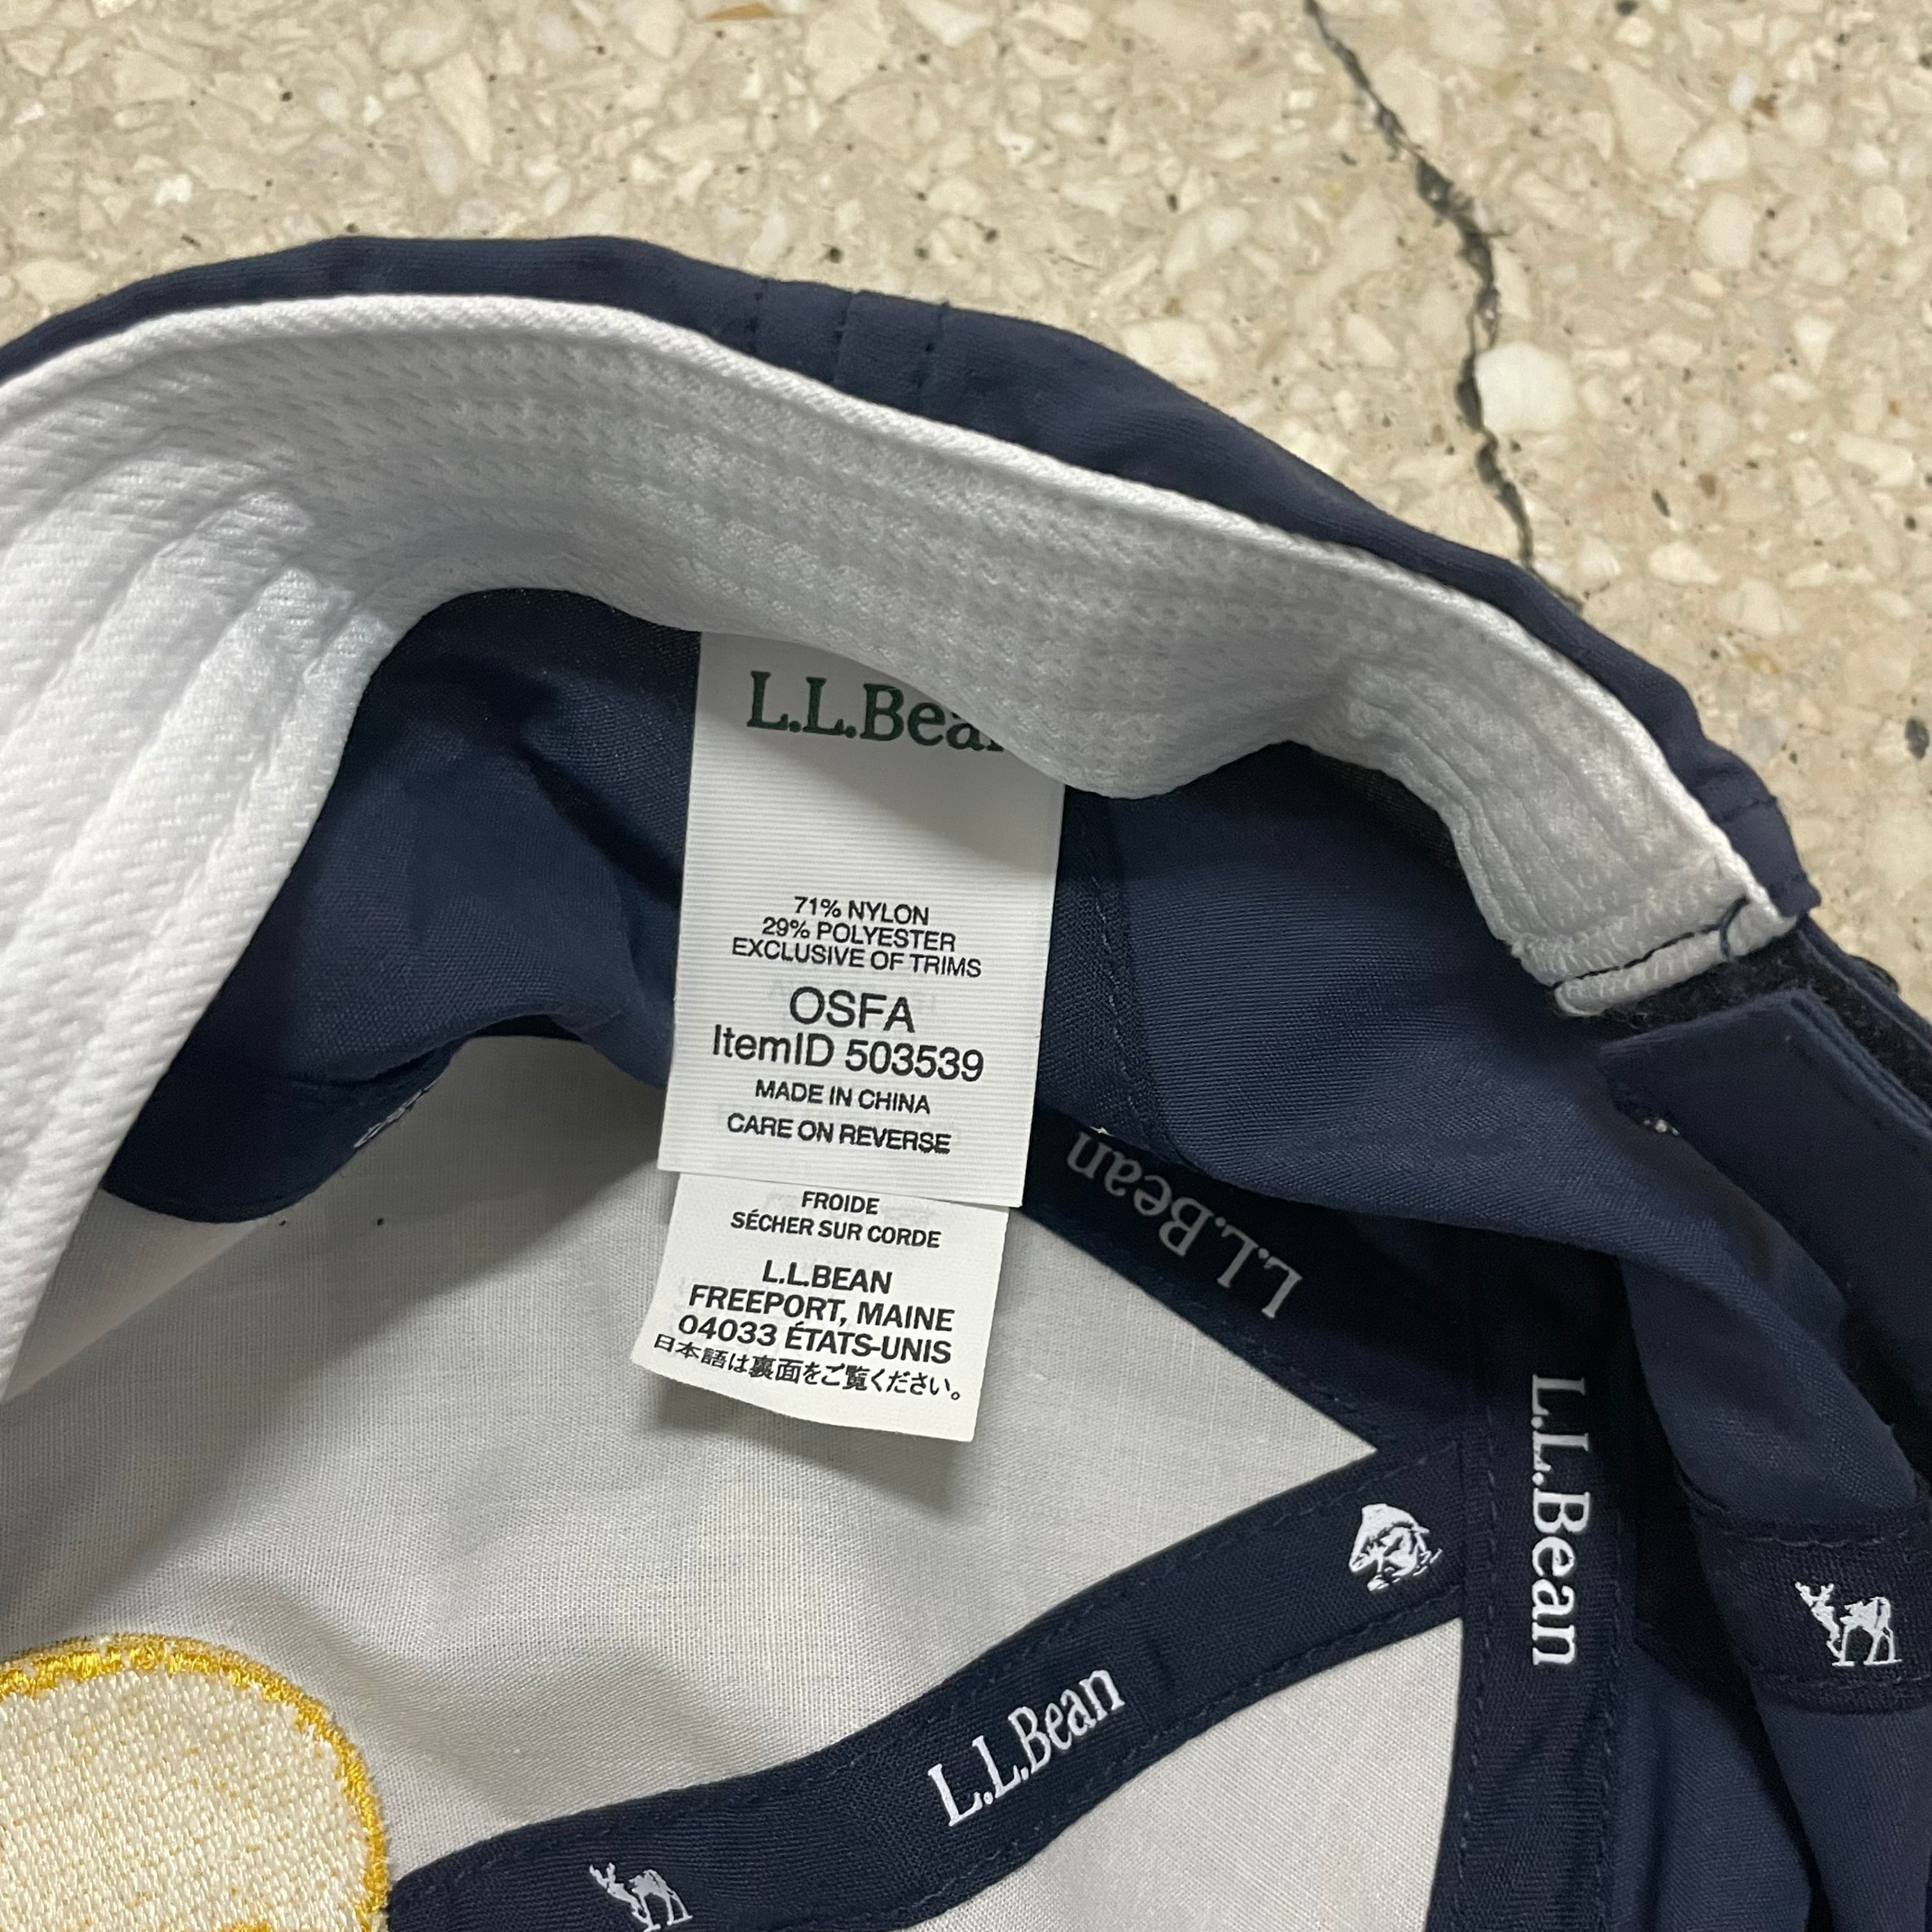 L.L.Bean
71% NYLON
29% POLYESTER
EXCLUSIVE OF TRIMS
OSFA
ItemID 503539
MADE IN CHINA
CARE ON REVERSE
FROIDE
SÉCHER SUR CORDE
L.L.BEAN
FREEPORT, MAINE
04033 ÉTATS-UNIS
日本語は裏面をご覧ください。
L.L.Bean
L.L.Bean
L.L.Bean